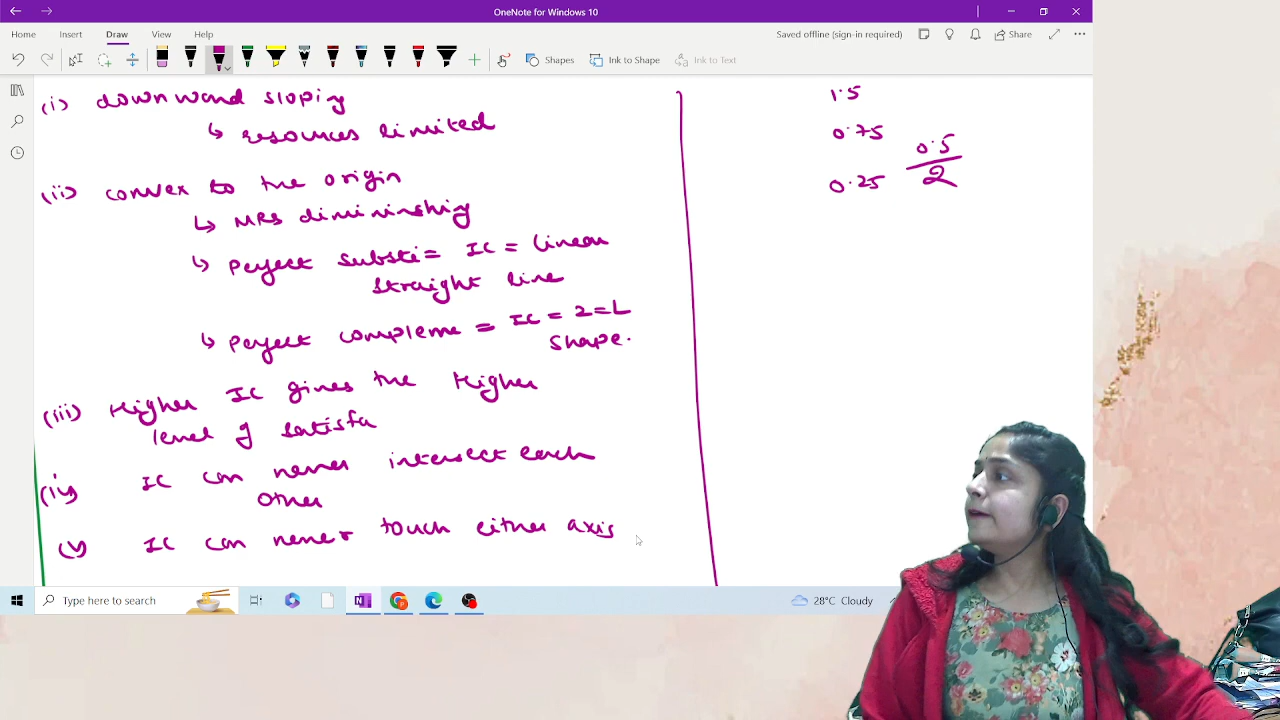 OneNote for Windows 10
Home Insert Draw View Help
Saved offline (sign-in required) Share
Shapes Ink to Shape Ink to Text
(i) downward sloping
↳ resources limited
(ii) convex to the origin
↳ MRS diminishing
↳ Perfect substi = IC = linear
straight line
↳ Perfect compleme = IC = 2 = L
shape.
(iii) Higher IC gives the Higher
level of satisfa
(iv) IC can never intersect each
other
(v) IC can never touch either axis
1.5
0.75
0.25
0.5
2
Type here to search
28°C Cloudy